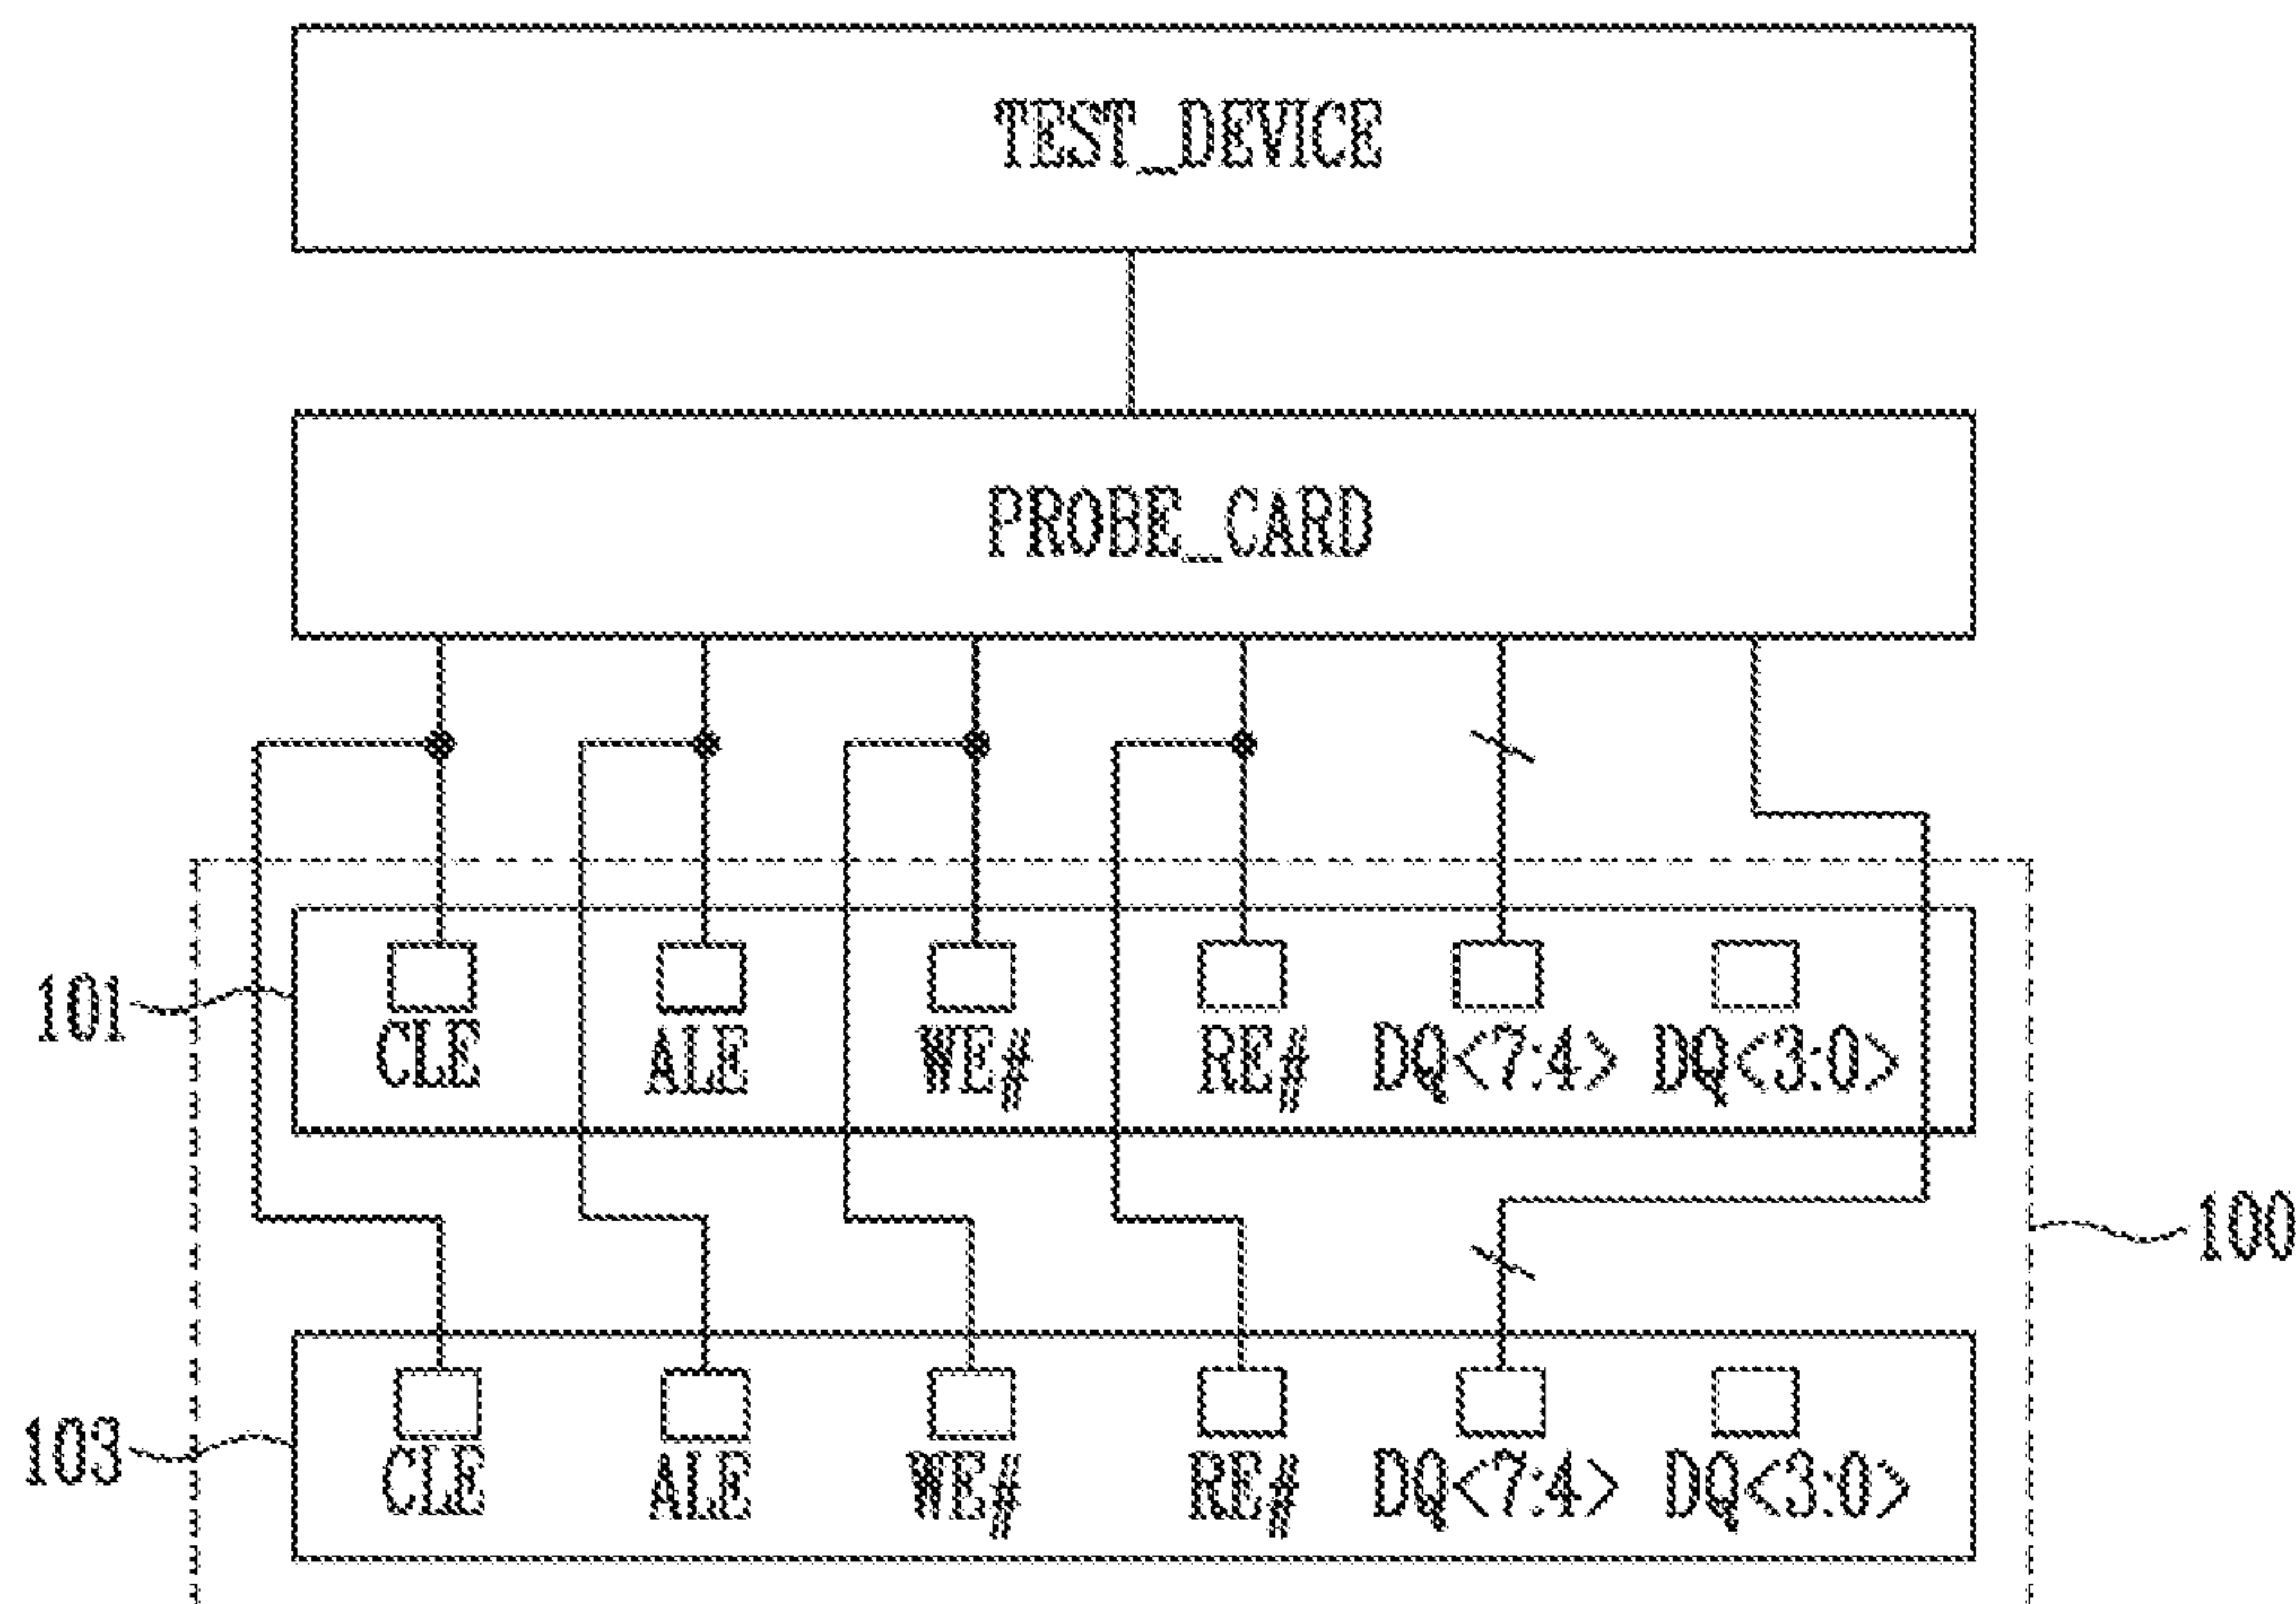 TEST_DEVICE
PROBE_CARD
101
CLE ALE WE# RE# DQ<7:4> DQ<3:0>
100
103
CLE ALE WE# RE# DQ<7:4> DQ<3:0>